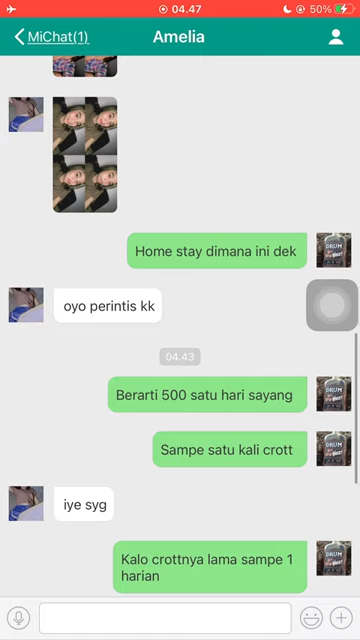 04.47
50%
MiChat(1)
Amelia
Home stay dimana ini dek
oyo perintis kk
04.43
Berarti 500 satu hari sayang
Sampe satu kali crott
iye syg
Kalo crottnya lama sampe 1
harian